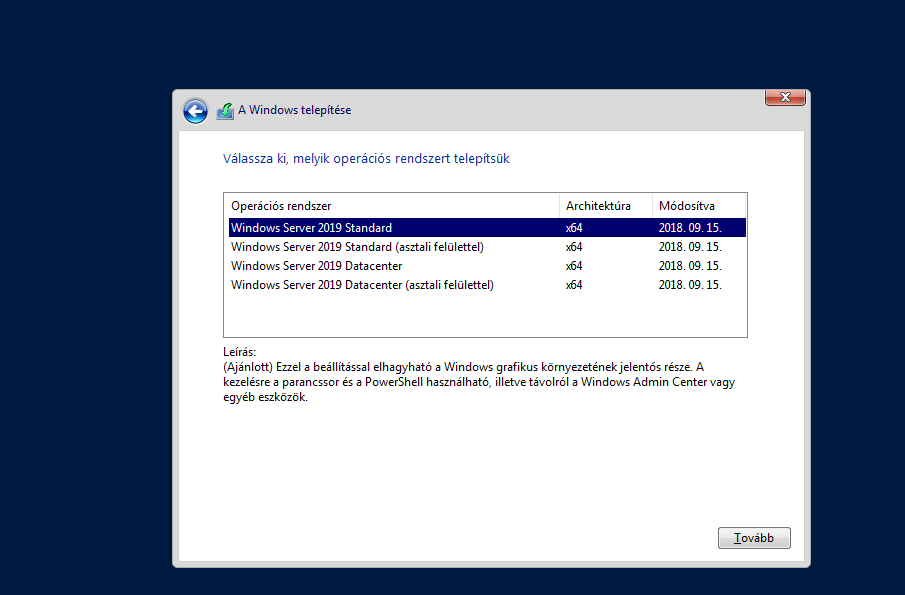 A Windows telepítése
Válassza ki, melyik operációs rendszert telepítsük
Operációs rendszer Architektúra Módosítva
Windows Server 2019 Standard x64 2018. 09. 15.
Windows Server 2019 Standard (asztali felülettel) x64 2018. 09. 15.
Windows Server 2019 Datacenter x64 2018. 09. 15.
Windows Server 2019 Datacenter (asztali felülettel) x64 2018. 09. 15.
Leírás:
(Ajánlott) Ezzel a beállítással elhagyható a Windows grafikus környezetének jelentős része. A
kezelésre a parancssor és a PowerShell használható, illetve távolról a Windows Admin Center vagy
egyéb eszközök.
Tovább